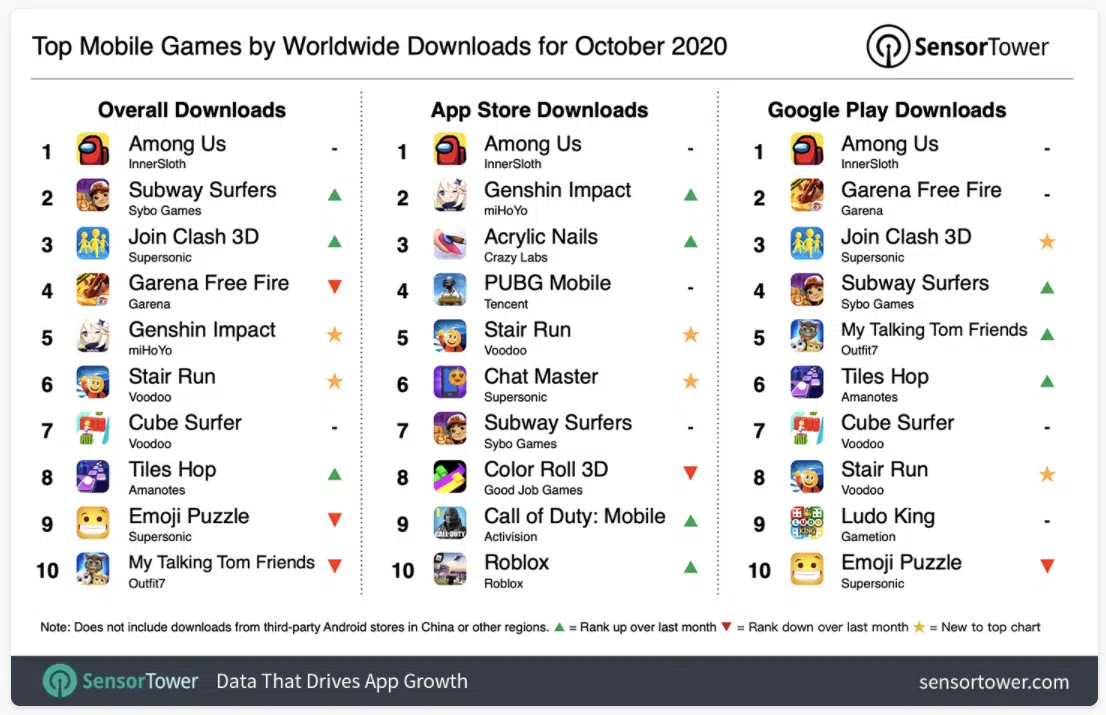 Top Mobile Games by Worldwide Downloads for October 2020
SensorTower
Overall Downloads
1 Among Us -
InnerSloth
2 Subway Surfers ▲
Sybo Games
3 Join Clash 3D ▲
Supersonic
4 Garena Free Fire ▼
Garena
5 Genshin Impact ★
miHoYo
6 Stair Run ★
Voodoo
7 Cube Surfer -
Voodoo
8 Tiles Hop ▲
Amanotes
9 Emoji Puzzle ▼
Supersonic
10 My Talking Tom Friends ▼
Outfit7
App Store Downloads
1 Among Us -
InnerSloth
2 Genshin Impact ▲
miHoYo
3 Acrylic Nails ▲
Crazy Labs
4 PUBG Mobile -
Tencent
5 Stair Run ★
Voodoo
6 Chat Master ★
Supersonic
7 Subway Surfers -
Sybo Games
8 Color Roll 3D ▼
Good Job Games
9 Call of Duty: Mobile ▲
Activision
CALL·DUTY
10 Roblox ▲
Roblox
Google Play Downloads
1 Among Us -
InnerSloth
2 Garena Free Fire -
Garena
3 Join Clash 3D ★
Supersonic
4 Subway Surfers ▲
Sybo Games
5 My Talking Tom Friends ▲
Outfit7
6 Tiles Hop ▲
Amanotes
7 Cube Surfer -
Voodoo
8 Stair Run ★
Voodoo
9 Ludo King -
Gametion
LUDO
KING
10 Emoji Puzzle ▼
Supersonic
Note: Does not include downloads from third-party Android stores in China or other regions. ▲ = Rank up over last month ▼ = Rank down over last month ★ = New to top chart
SensorTower Data That Drives App Growth
sensortower.com